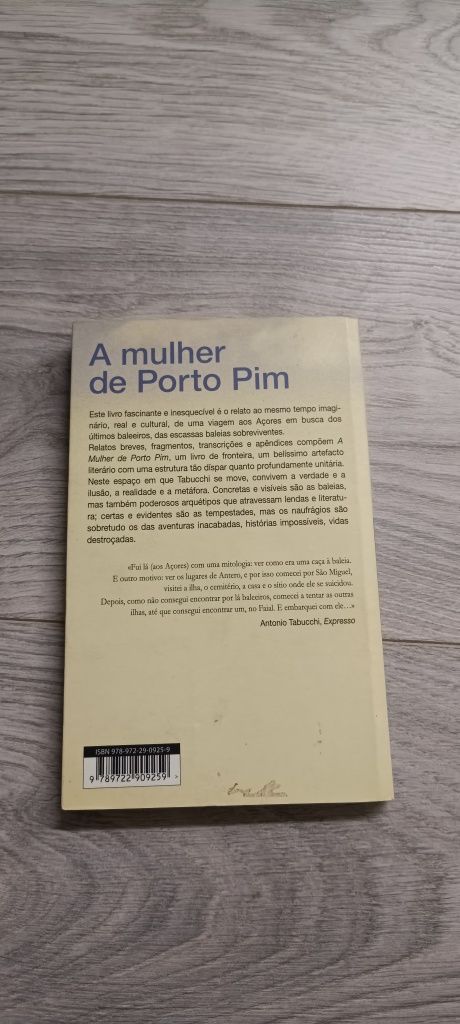 A mulher
de Porto Pim
Este livro fascinante e inesquecível é o relato ao mesmo tempo imagi-
nário, real e cultural, de uma viagem aos Açores em busca dos
últimos baleeiros, das escassas baleias sobreviventes.
Relatos breves, fragmentos, transcrições e apêndices compõem A
Mulher de Porto Pim, um livro de fronteira, um belíssimo artefacto
literário com uma estrutura tão díspar quanto profundamente unitária.
Neste espaço em que Tabucchi se move, convivem a verdade e a
ilusão, a realidade e a metáfora. Concretas e visíveis são as baleias,
mas também poderosos arquétipos que atravessam lendas e literatu-
ra; certas e evidentes são as tempestades, mas os naufrágios são
sobretudo os das aventuras inacabadas, histórias impossíveis, vidas
destroçadas.
«Fui lá (aos Açores) com uma mitologia: ver como era uma caça à baleia.
E outro motivo: ver os lugares de Antero, e por isso comecei por São Miguel,
visitei a ilha, o cemitério, a casa e o sítio onde ele se suicidou.
Depois, como não consegui encontrar por lá baleeiros, comecei a tentar as outras
ilhas, até que consegui encontrar um, no Faial. E embarquei com ele...»
Antonio Tabucchi, Expresso
ISBN 978-972-29-0925-9
9 789722 909259 >